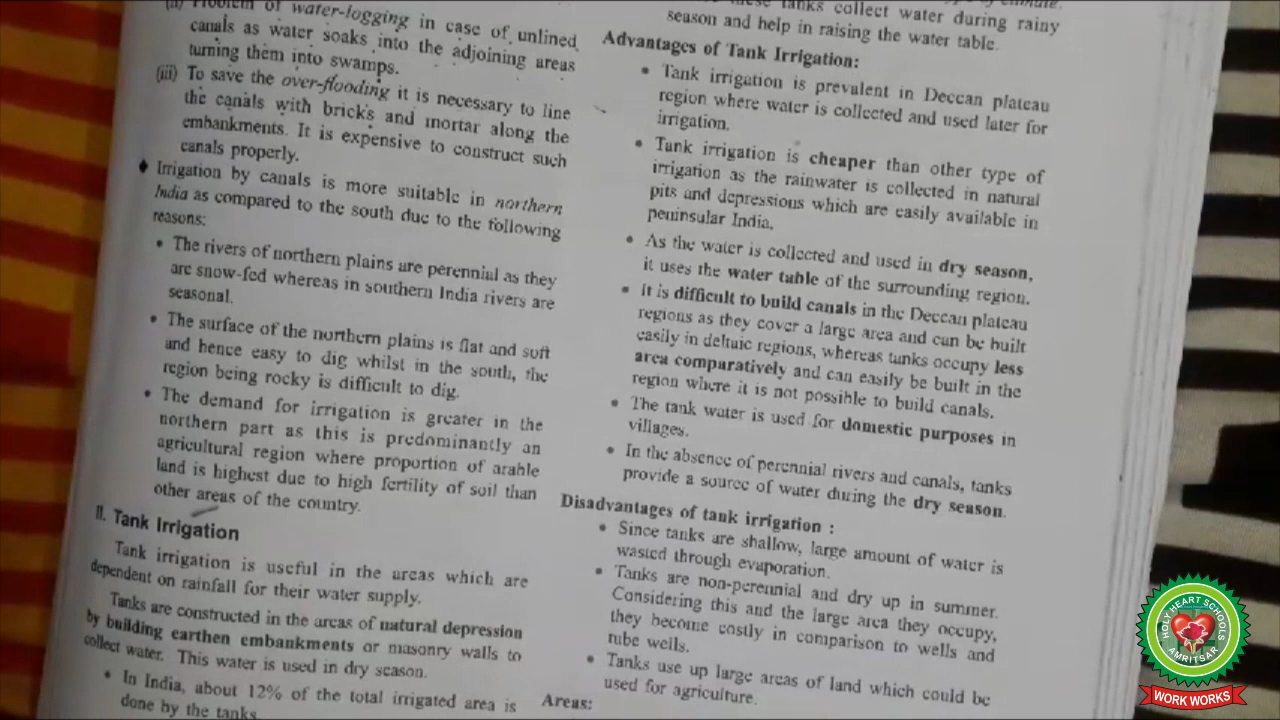 (ii) Problem of water-logging in case of unlined
canals as water soaks into the adjoining areas
turning them into swamps.
(iii) To save the over-flooding it is necessary to line
the canals with bricks and mortar along the
embankments. It is expensive to construct such
canals properly.
◆ Irrigation by canals is more suitable in northern
India as compared to the south due to the following
reasons:
• The rivers of northern plains are perennial as they
are snow-fed whereas in southern India rivers are
seasonal.
• The surface of the northern plains is flat and soft
and hence easy to dig whilst in the south, the
region being rocky is difficult to dig.
• The demand for irrigation is greater in the
northern part as this is predominantly an
agricultural region where proportion of arable
land is highest due to high fertility of soil than
other areas of the country.
II. Tank Irrigation
Tank irrigation is useful in the areas which are
dependent on rainfall for their water supply.
Tanks are constructed in the areas of natural depression
by building earthen embankments or masonry walls to
collect water. This water is used in dry season.
• In India, about 12% of the total irrigated area is
done by the tanks.
of climate.
these tanks collect water during rainy
season and help in raising the water table.
Advantages of Tank Irrigation:
• Tank irrigation is prevalent in Deccan plateau
region where water is collected and used later for
irrigation.
• Tank irrigation is cheaper than other type of
irrigation as the rainwater is collected in natural
pits and depressions which are easily available in
peninsular India,
• As the water is collected and used in dry season,
it uses the water table of the surrounding region.
• It is difficult to build canals in the Deccan plateau
regions as they cover a large area and can be built
easily in deltaic regions, whereas tanks occupy less
area comparatively and can easily be built in the
region where it is not possible to build canals.
• The tank water is used for domestic purposes in
villages.
• In the absence of perennial rivers and canals, tanks
provide a source of water during the dry season.
Disadvantages of tank irrigation :
• Since tanks are shallow, large amount of water is
wasted through evaporation.
• Tanks are non-perennial and dry up in summer.
Considering this and the large area they occupy,
they become costly in comparison to wells and
tube wells.
• Tanks use up large areas of land which could be
used for agriculture.
Areas:
HOLY HEART SCHOOLS
AMRITSAR
WORK WORKS